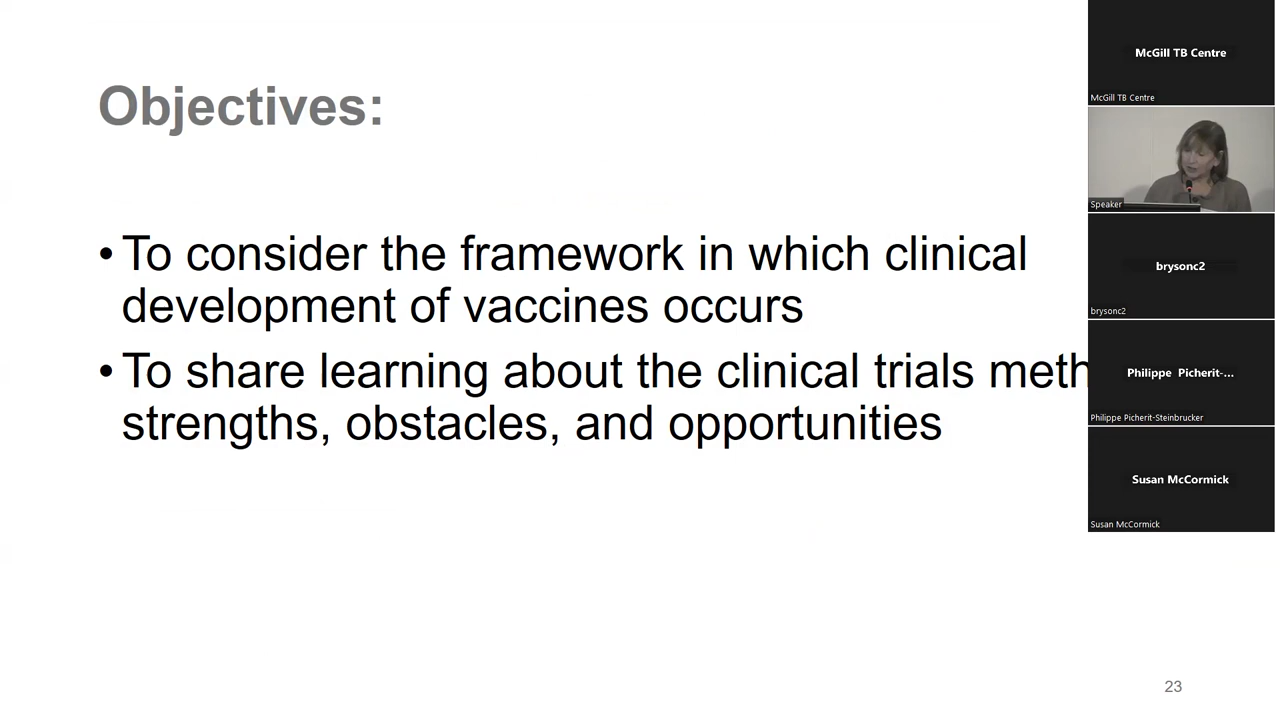 Objectives:
• To consider the framework in which clinical
development of vaccines occurs
• To share learning about the clinical trials meth
strengths, obstacles, and opportunities
23
McGill TB Centre
McGill TB Centre
Speaker
brysonc2
brysonc2
Philippe Picherit-...
Philippe Picherit-Steinbrucker
Susan McCormick
Susan McCormick